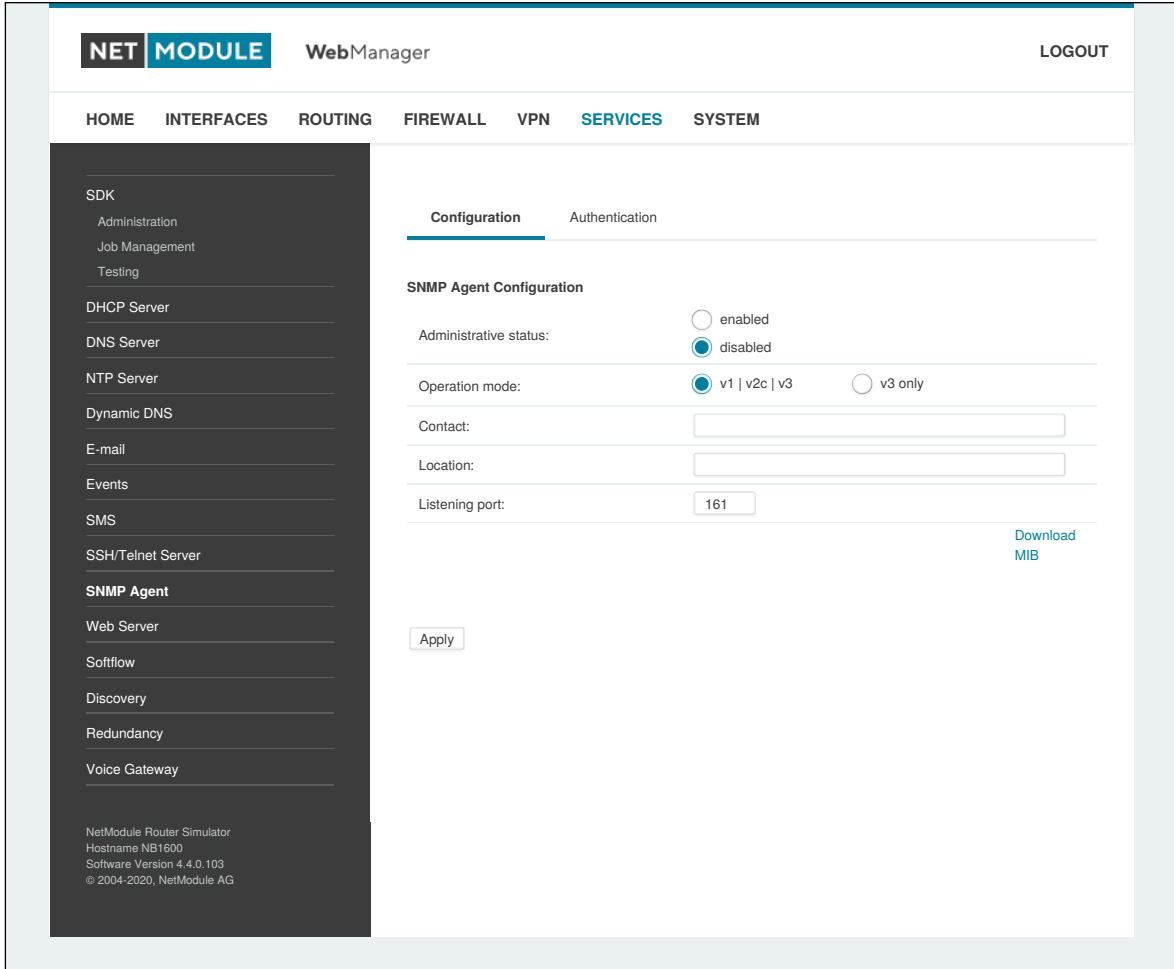 NET MODULE WebManager LOGOUT
HOME INTERFACES ROUTING FIREWALL VPN SERVICES SYSTEM
SDK
Administration
Job Management
Testing
DHCP Server
DNS Server
NTP Server
Dynamic DNS
E-mail
Events
SMS
SSH/Telnet Server
SNMP Agent
Web Server
Softflow
Discovery
Redundancy
Voice Gateway
NetModule Router Simulator
Hostname NB1600
Software Version 4.4.0.103
© 2004-2020, NetModule AG
Configuration Authentication
SNMP Agent Configuration
Administrative status:
enabled
disabled
Operation mode: v1 | v2c | v3 v3 only
Contact:
Location:
Listening port: 161
Download
MIB
Apply